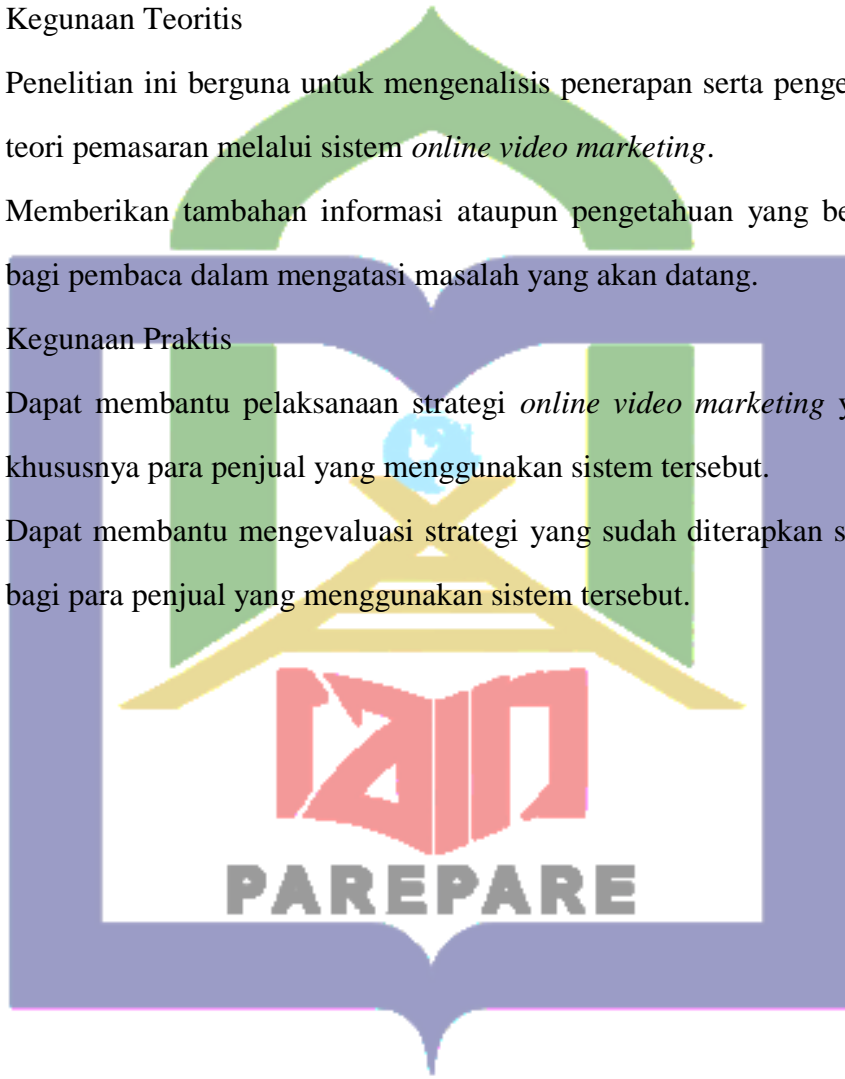 Kegunaan Teoritis
Penelitian ini berguna untuk mengenalisis penerapan serta penge
teori pemasaran melalui sistem online video marketing.
Memberikan tambahan informasi ataupun pengetahuan yang be
bagi pembaca dalam mengatasi masalah yang akan datang.
Kegunaan Praktis
Dapat membantu pelaksanaan strategi online video marketing y
khususnya para penjual yang menggunakan sistem tersebut.
Dapat membantu mengevaluasi strategi yang sudah diterapkan s
bagi para penjual yang menggunakan sistem tersebut.
iain
PAREPARE